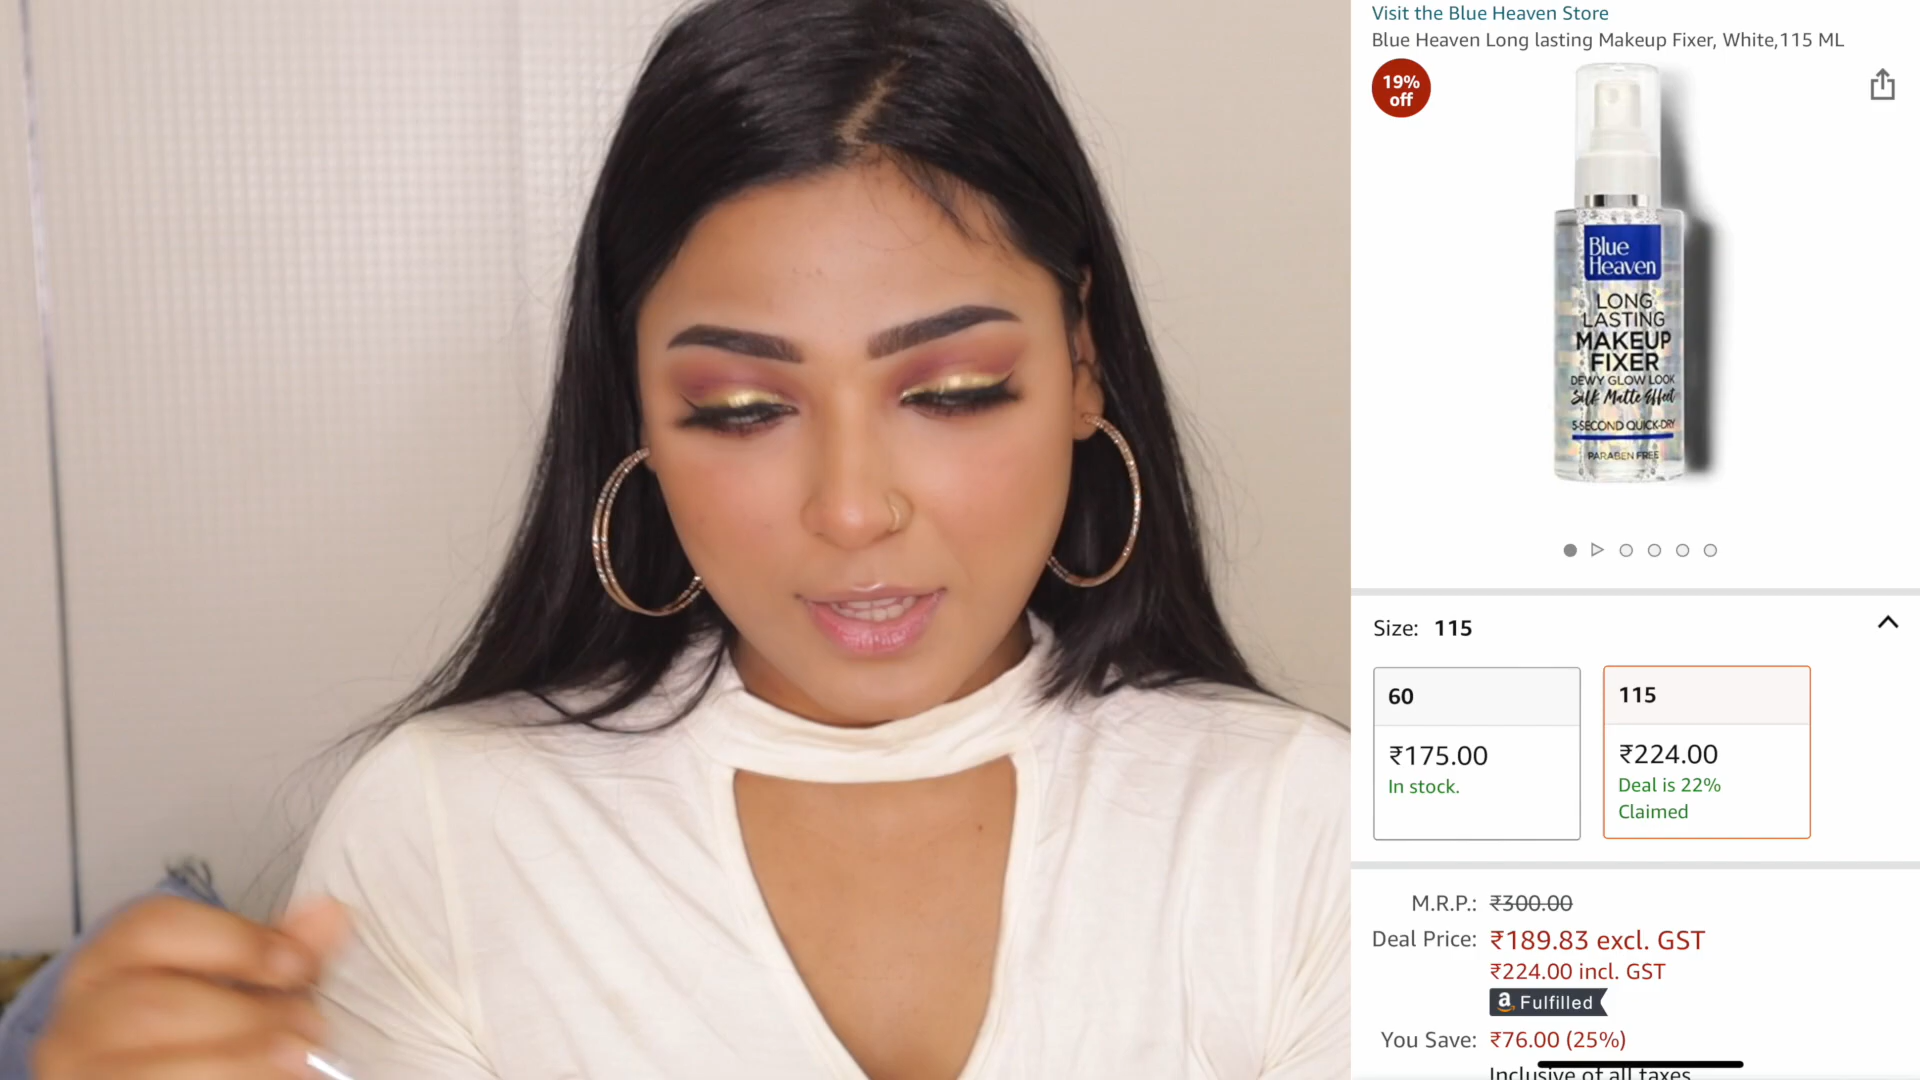 Visit the Blue Heaven Store
Blue Heaven Long lasting Makeup Fixer, White,115 ML
19%
off
Blue
Heaven
LONG
LASTING
MAKEUP
FIXER
DEWY GLOW LOOK
Silk Matte Effect
5-SECOND QUICK-DRY
PARABEN FREE
Size: 115
60
₹175.00
In stock.
115
₹224.00
Deal is 22%
Claimed
M.R.P.: ₹300.00
Deal Price: ₹189.83 excl. GST
₹224.00 incl. GST
a Fulfilled
You Save: ₹76.00 (25%)
Inclusive of all taxes